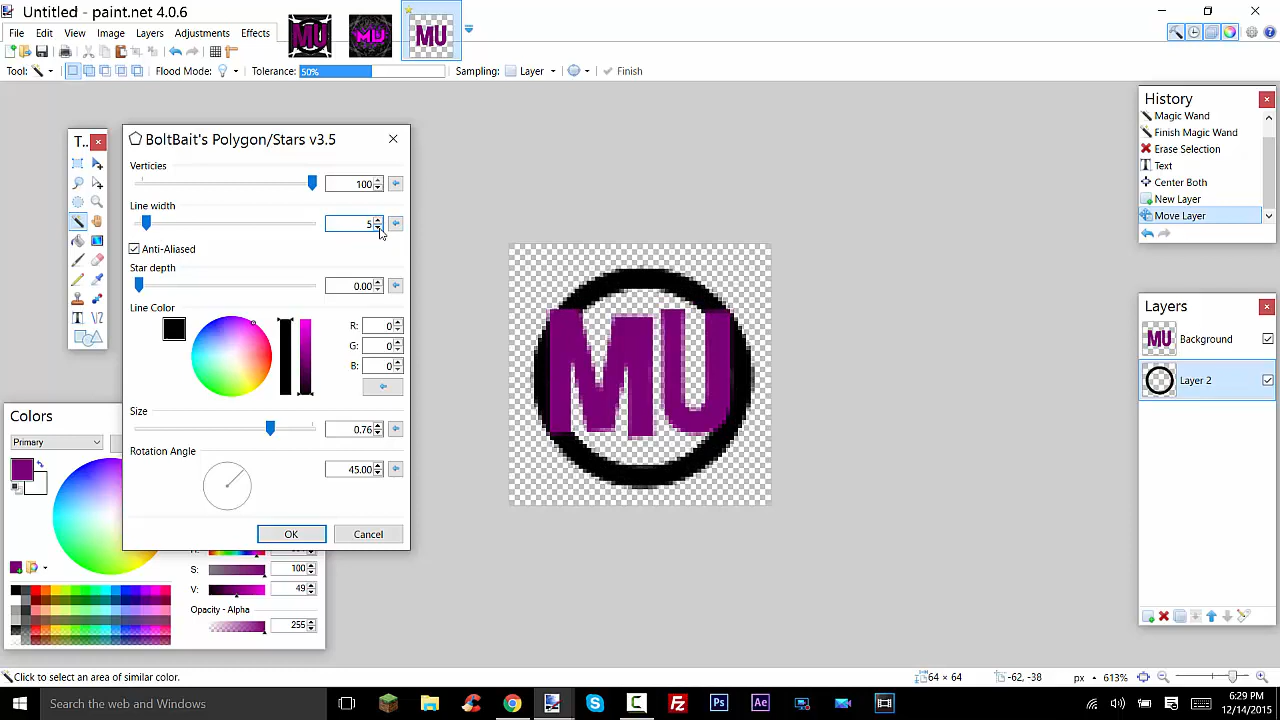 Untitled - paint.net 4.0.6
File Edit View Image Layers Adjustments Effects
MU MU MU
Tool: Flood Mode: Tolerance: 50% Sampling: Layer Finish
T...
BoltBait's Polygon/Stars v3.5
Verticies
100
Line width
5
Anti-Aliased
Star depth
0.00
Line Color
R: 0
G: 0
B: 0
Size
0.76
Rotation Angle
45.00
OK Cancel
Colors
Primary
S: 100
V: 49
Opacity - Alpha
255
MU
History
Magic Wand
Finish Magic Wand
Erase Selection
Text
Center Both
New Layer
Move Layer
Layers
MU Background
Layer 2
Click to select an area of similar color.
64 × 64 -62, -38 px 613%
Search the web and Windows
Ps Ae
6:29 PM
12/14/2015